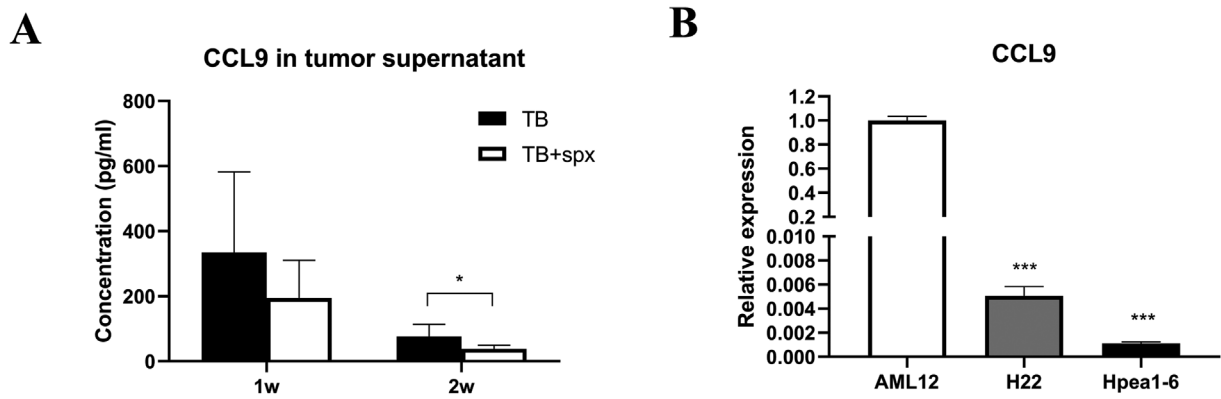 A
CCL9 in tumor supernatant
Concentration (pg/ml)
800
600
400
200
0
TB
TB+spx
*
1w
2w
B
CCL9
Relative expression
1.2
1.0
0.8
0.6
0.4
0.2
0.010
0.008
0.006
0.004
0.002
0.000
***
***
AML12
H22
Hpea1-6